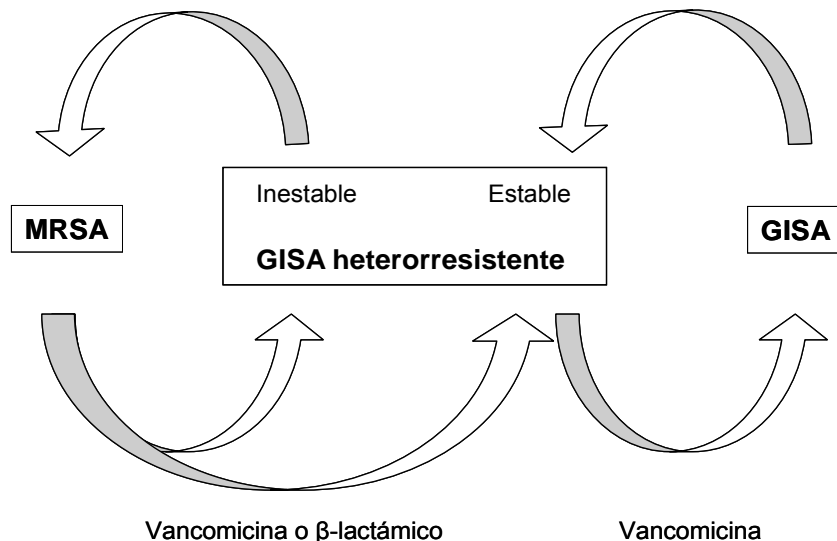 Inestable Estable
MRSA
GISA heterorresistente
GISA
Vancomicina o β-lactámico Vancomicina